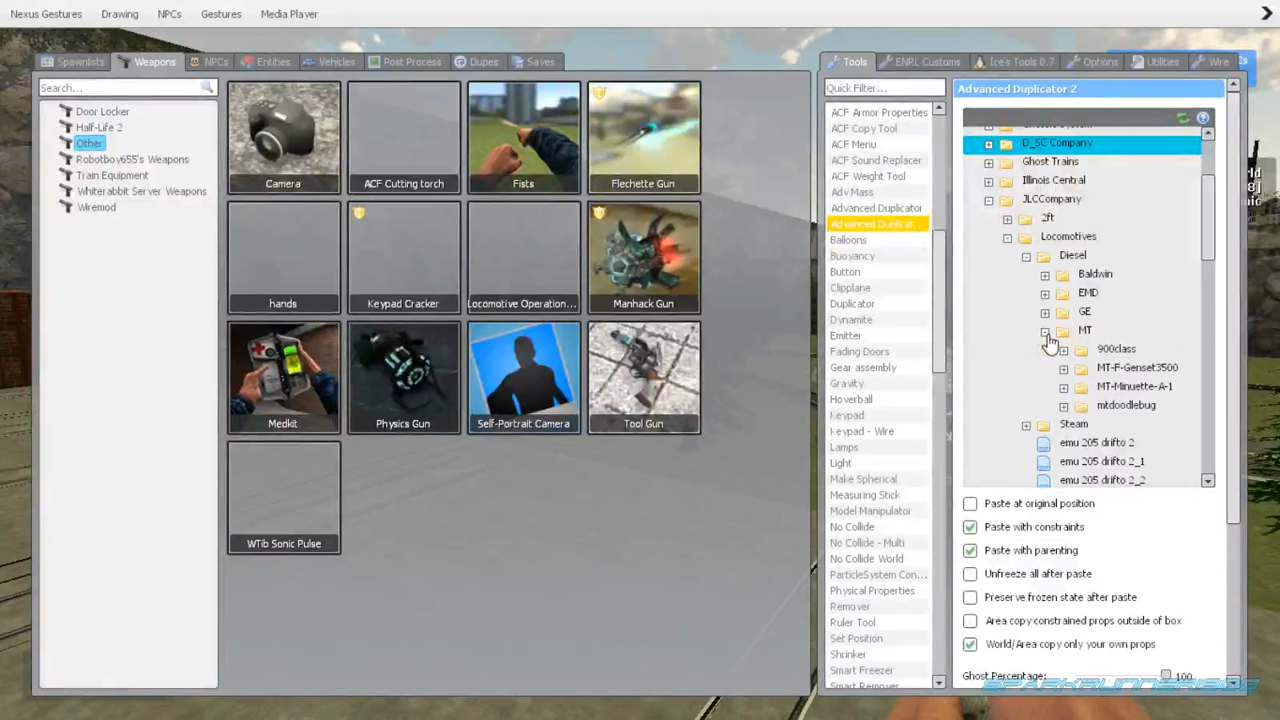 Nexus Gestures Drawing NPCs Gestures Media Player
Spawnlists Weapons NPCs Entities Vehicles Post Process Dupes Saves
Search...
Door Locker
Half-Life 2
Other
Robotboy655's Weapons
Train Equipment
Whiterabbit Server Weapons
Wiremod
Camera ACF Cutting torch Fists Flechette Gun
hands Keypad Cracker Locomotive Operation... Manhack Gun
Medkit Physics Gun Self-Portrait Camera Tool Gun
WTib Sonic Pulse
Tools ENRL Customs Ice's Tools 0.7 Options Utilities Wire
Quick Filter...
ACF Armor Properties
ACF Copy Tool
ACF Menu
ACF Sound Replacer
ACF Weight Tool
Adv Mass
Advanced Duplicator
Advanced Duplicat...
Balloons
Buoyancy
Button
Clipplane
Duplicator
Dynamite
Emitter
Fading Doors
Gear assembly
Gravity
Hoverball
Keypad
Keypad - Wire
Lamps
Light
Make Spherical
Measuring Stick
Model Manipulator
No Collide
No Collide - Multi
No Collide World
ParticleSystem Con...
Physical Properties
Remover
Ruler Tool
Set Position
Shrinker
Smart Freezer
Smart Remover
Advanced Duplicator 2
D_SC Company
Ghost Trains
Illinois Central
JLCCompany
2ft
Locomotives
Diesel
Baldwin
EMD
GE
MT
900class
MT-F-Genset3500
MT-Minuette-A-1
mtdoodlebug
Steam
emu 205 drifto 2
emu 205 drifto 2_1
emu 205 drifto 2_2
Paste at original position
Paste with constraints
Paste with parenting
Unfreeze all after paste
Preserve frozen state after paste
Area copy constrained props outside of box
World/Area copy only your own props
Ghost Percentage: 100